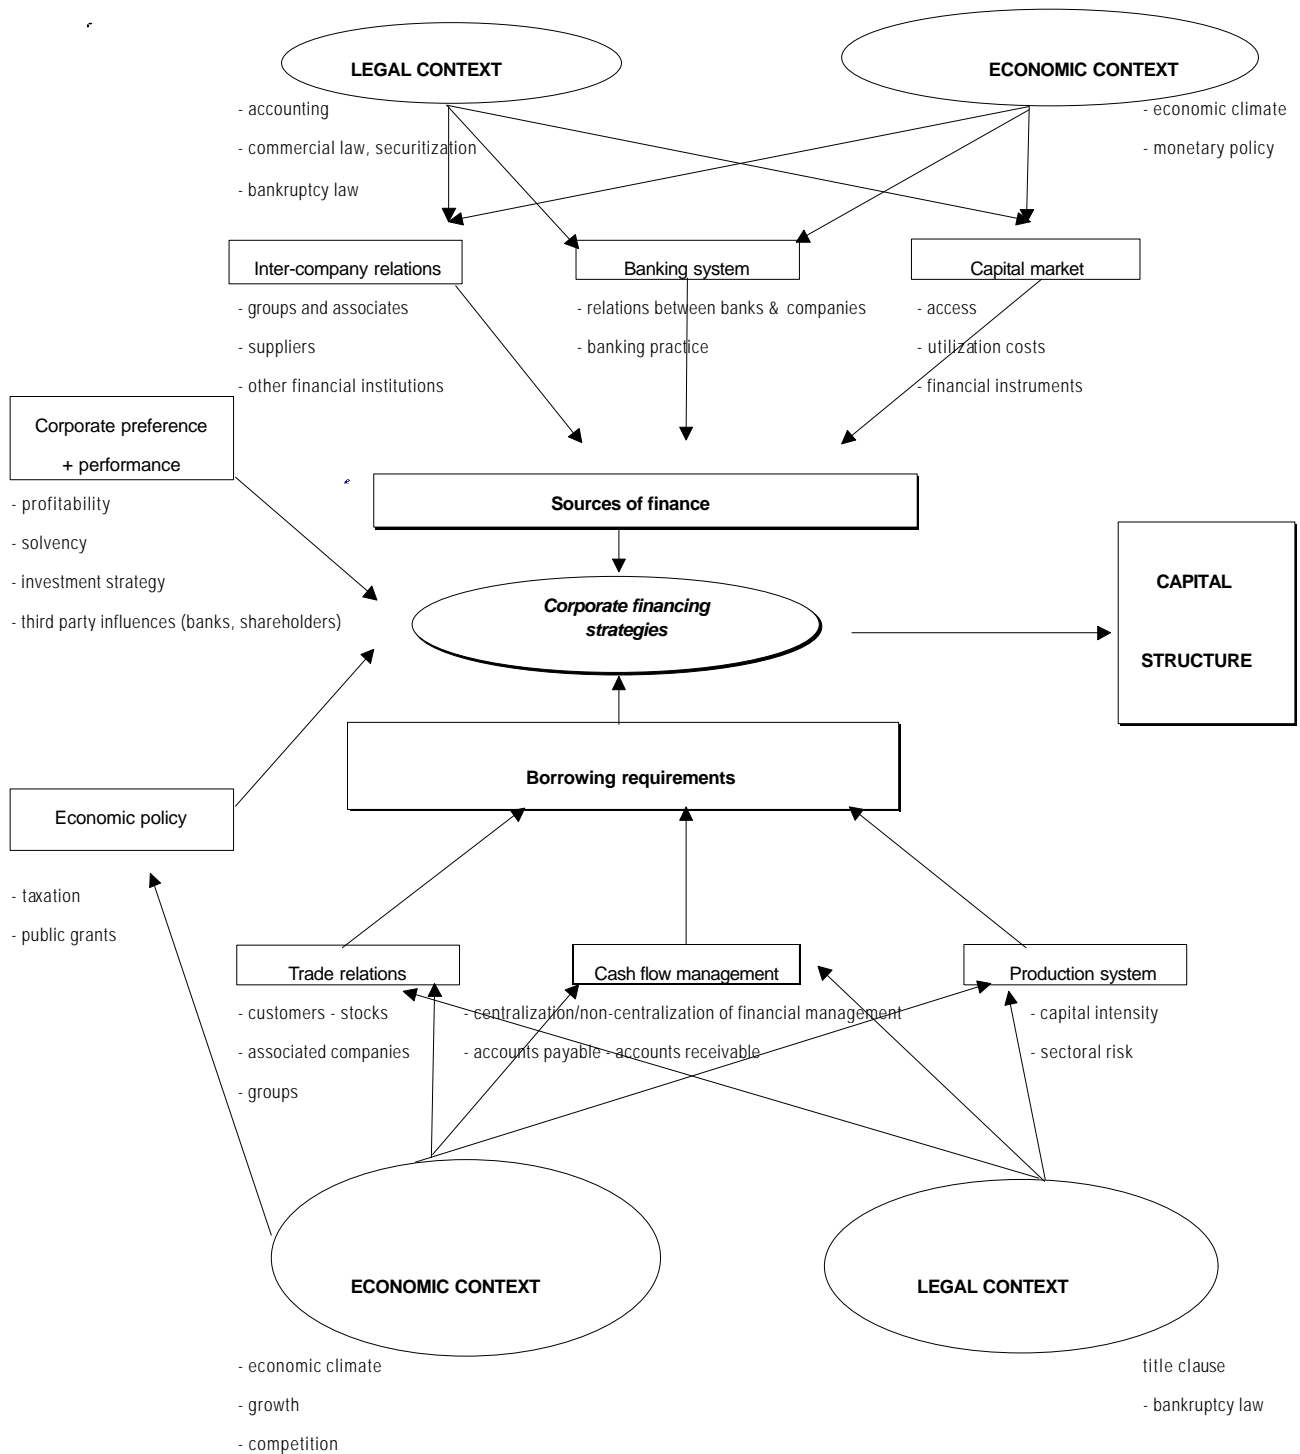 LEGAL CONTEXT
ECONOMIC CONTEXT
- accounting
- commercial law, securitization
- bankruptcy law
- economic climate
- monetary policy
Inter-company relations
Banking system
Capital market
- groups and associates
- suppliers
- other financial institutions
- relations between banks & companies
- banking practice
- access
- utilization costs
- financial instruments
Corporate preference
+ performance
- profitability
- solvency
- investment strategy
- third party influences (banks, shareholders)
e
Sources of finance
Corporate financing
strategies
CAPITAL
STRUCTURE
Borrowing requirements
Economic policy
- taxation
- public grants
Trade relations
Cash flow management
Production system
- customers - stocks
- associated companies
- groups
- centralization/non-centralization of financial management
- accounts payable - accounts receivable
- capital intensity
- sectoral risk
ECONOMIC CONTEXT
LEGAL CONTEXT
- economic climate
- growth
- competition
title clause
- bankruptcy law